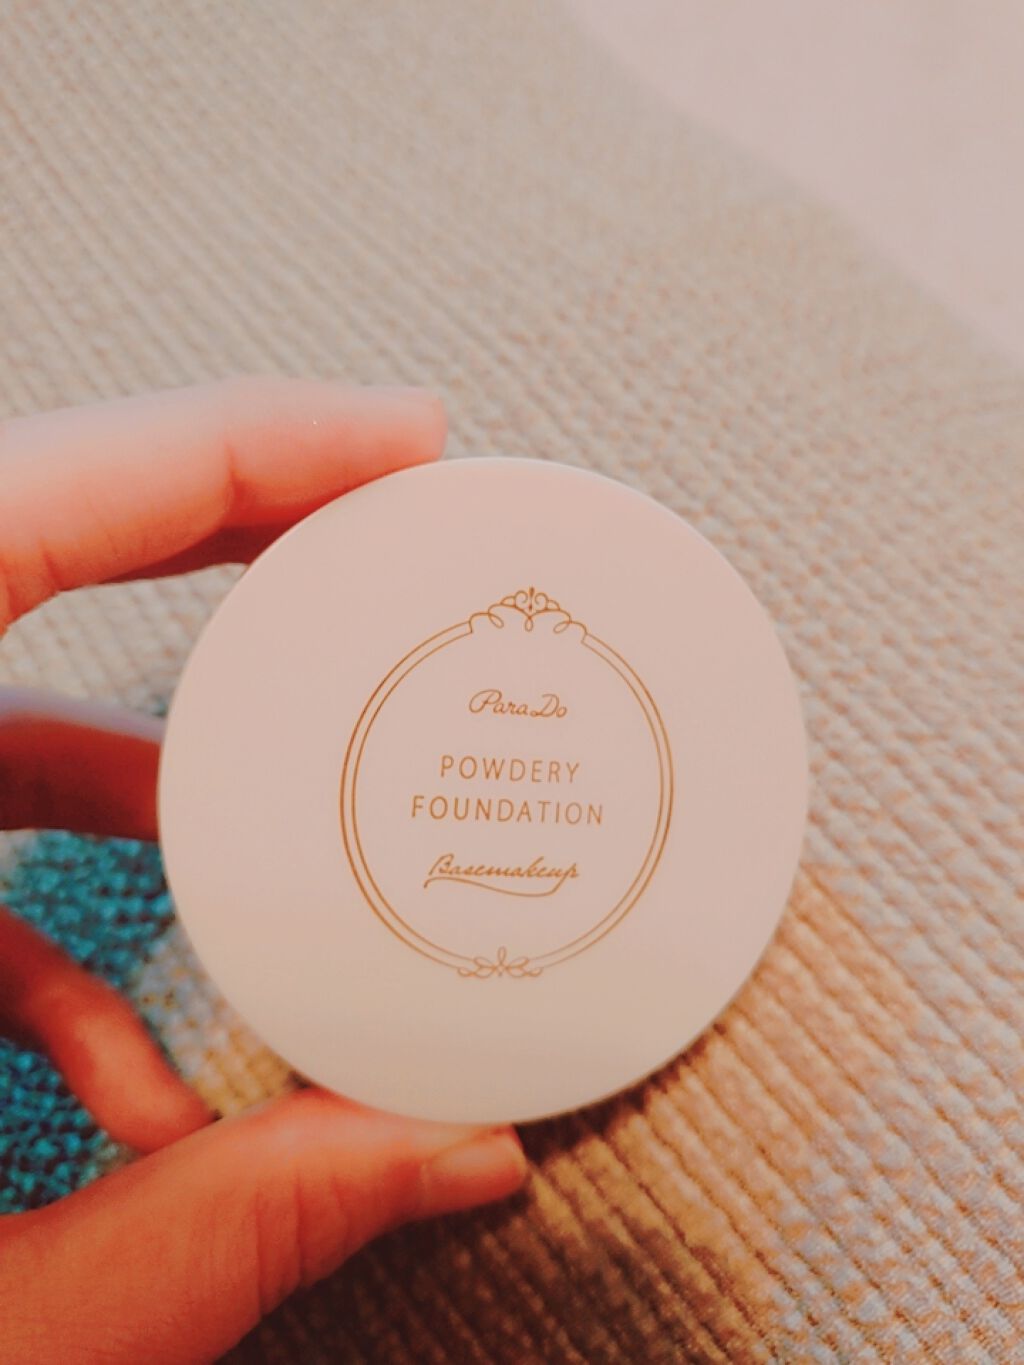 ParaDo
POWDERY
FOUNDATION
Basemakeup